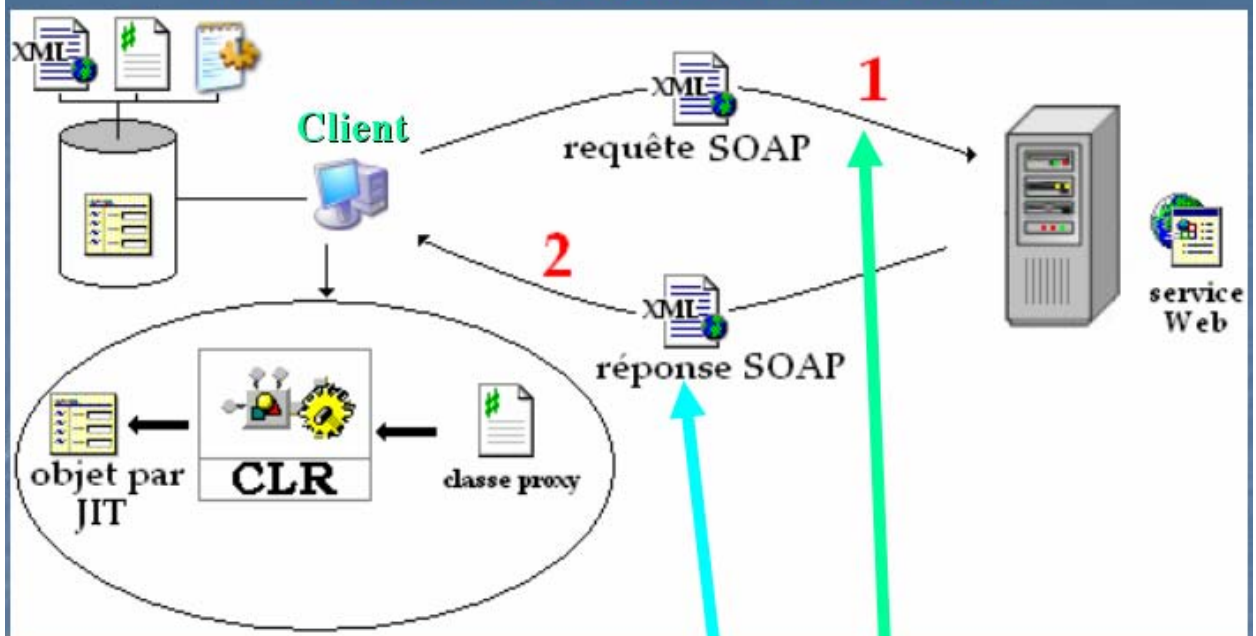 XML
#
Client
XML
1
requête SOAP
2
XML
réponse SOAP
service
Web
#
objet par
JIT
CLR
classe proxy